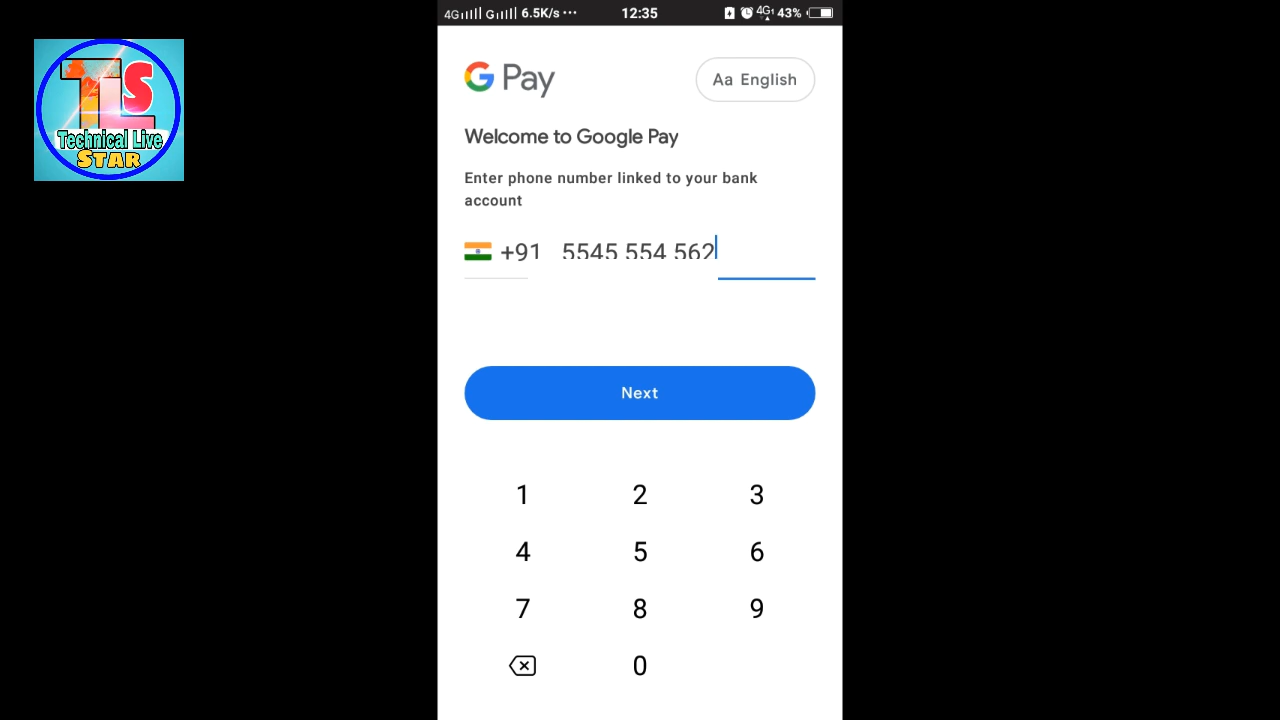 4G G 6.5K/s ··· 12:35 4G 43%
TLS
Technical Live
STAR
G Pay
Aa English
Welcome to Google Pay
Enter phone number linked to your bank
account
+91 5545 554 562
Next
1 2 3
4 5 6
7 8 9
0